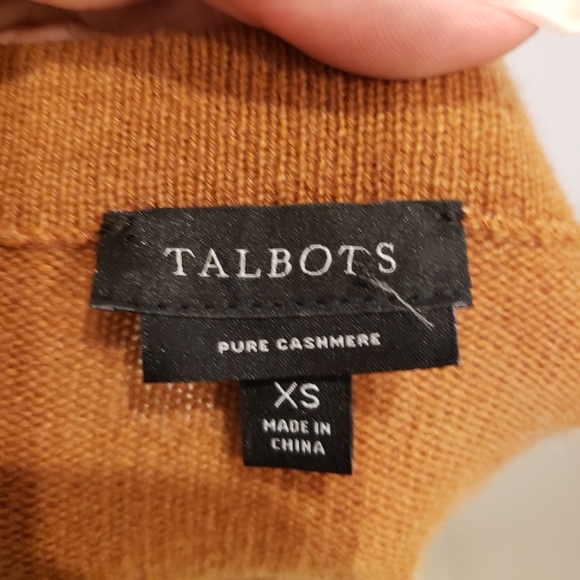 TALBOTS
PURE CASHMERE
XS
MADE IN
CHINA